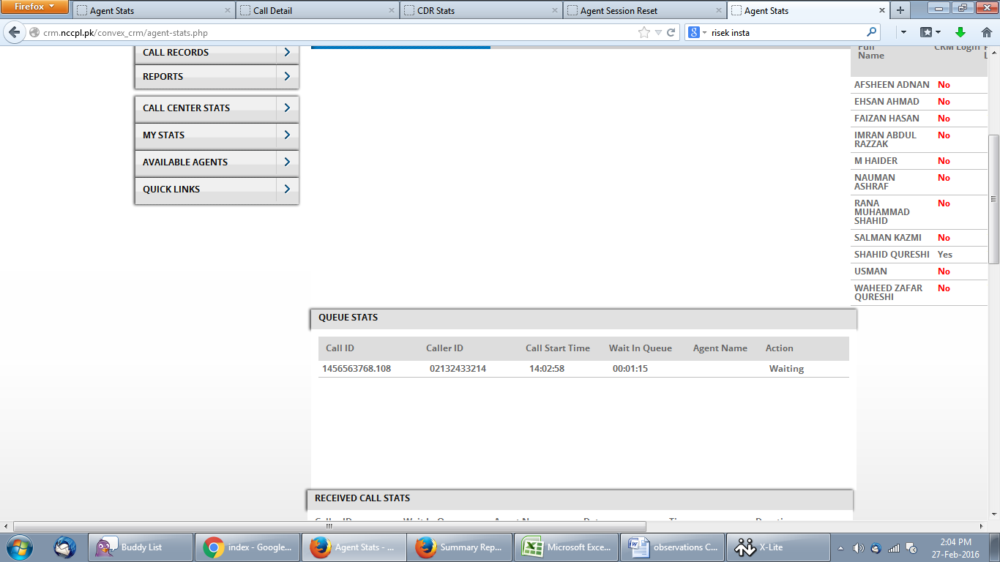 Firefox
Agent Stats
Call Detail
CDR Stats
Agent Session Reset
Agent Stats
crm.nccpl.pk/convex_crm/agent-stats.php
risek insta
CALL RECORDS
REPORTS
CALL CENTER STATS
MY STATS
AVAILABLE AGENTS
QUICK LINKS
Full Name CRM Login
AFSHEEN ADNAN No
EHSAN AHMAD No
FAIZAN HASAN No
IMRAN ABDUL No
RAZZAK
M HAIDER No
NAUMAN No
ASHRAF
RANA No
MUHAMMAD
SHAHID
SALMAN KAZMI No
SHAHID QURESHI Yes
USMAN No
WAHEED ZAFAR No
QURESHI
QUEUE STATS
Call ID Caller ID Call Start Time Wait In Queue Agent Name Action
1456563768.108 02132433214 14:02:58 00:01:15 Waiting
RECEIVED CALL STATS
Buddy List
index - Google...
Agent Stats - ...
Summary Rep...
Microsoft Exce...
observations C...
X-Lite
2:04 PM
27-Feb-2016